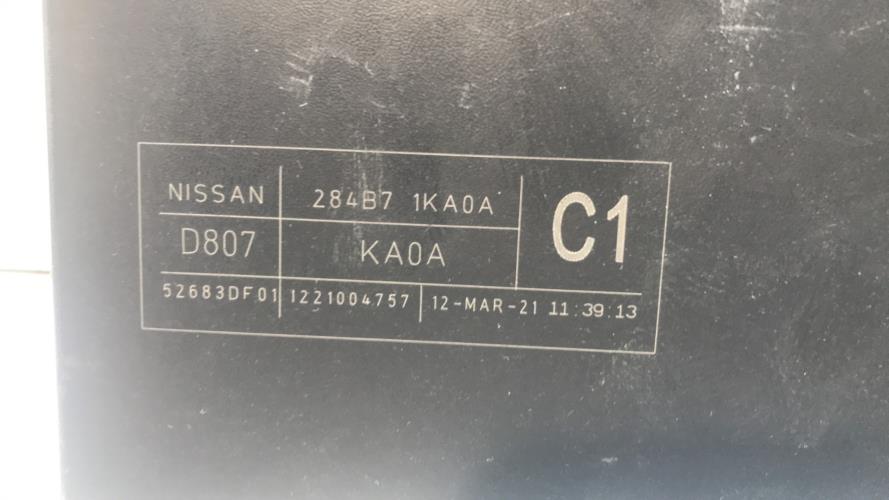 NISSAN 284B7 1KA0A C1
D807 KA0A
52683DF01 1221004757 12-MAR-21 11:39:13